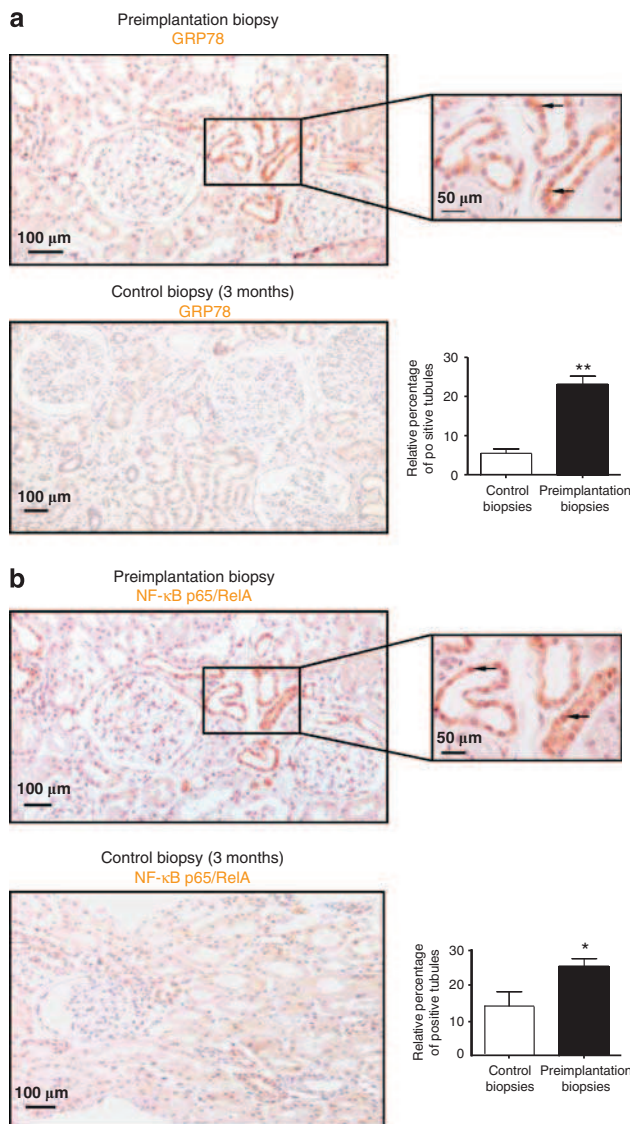 a
Preimplantation biopsy
GRP78
100 μm
50 μm
Control biopsy (3 months)
GRP78
100 μm
Relative percentage
of po sitive tubules
30
20
10
0
**
Control
biopsies
Preimplantation
biopsies
b
Preimplantation biopsy
NF-κB p65/RelA
100 μm
50 μm
Control biopsy (3 months)
NF-κB p65/RelA
100 μm
Relative percentage
of positive tubules
30
20
10
0
*
Control
biopsies
Preimplantation
biopsies